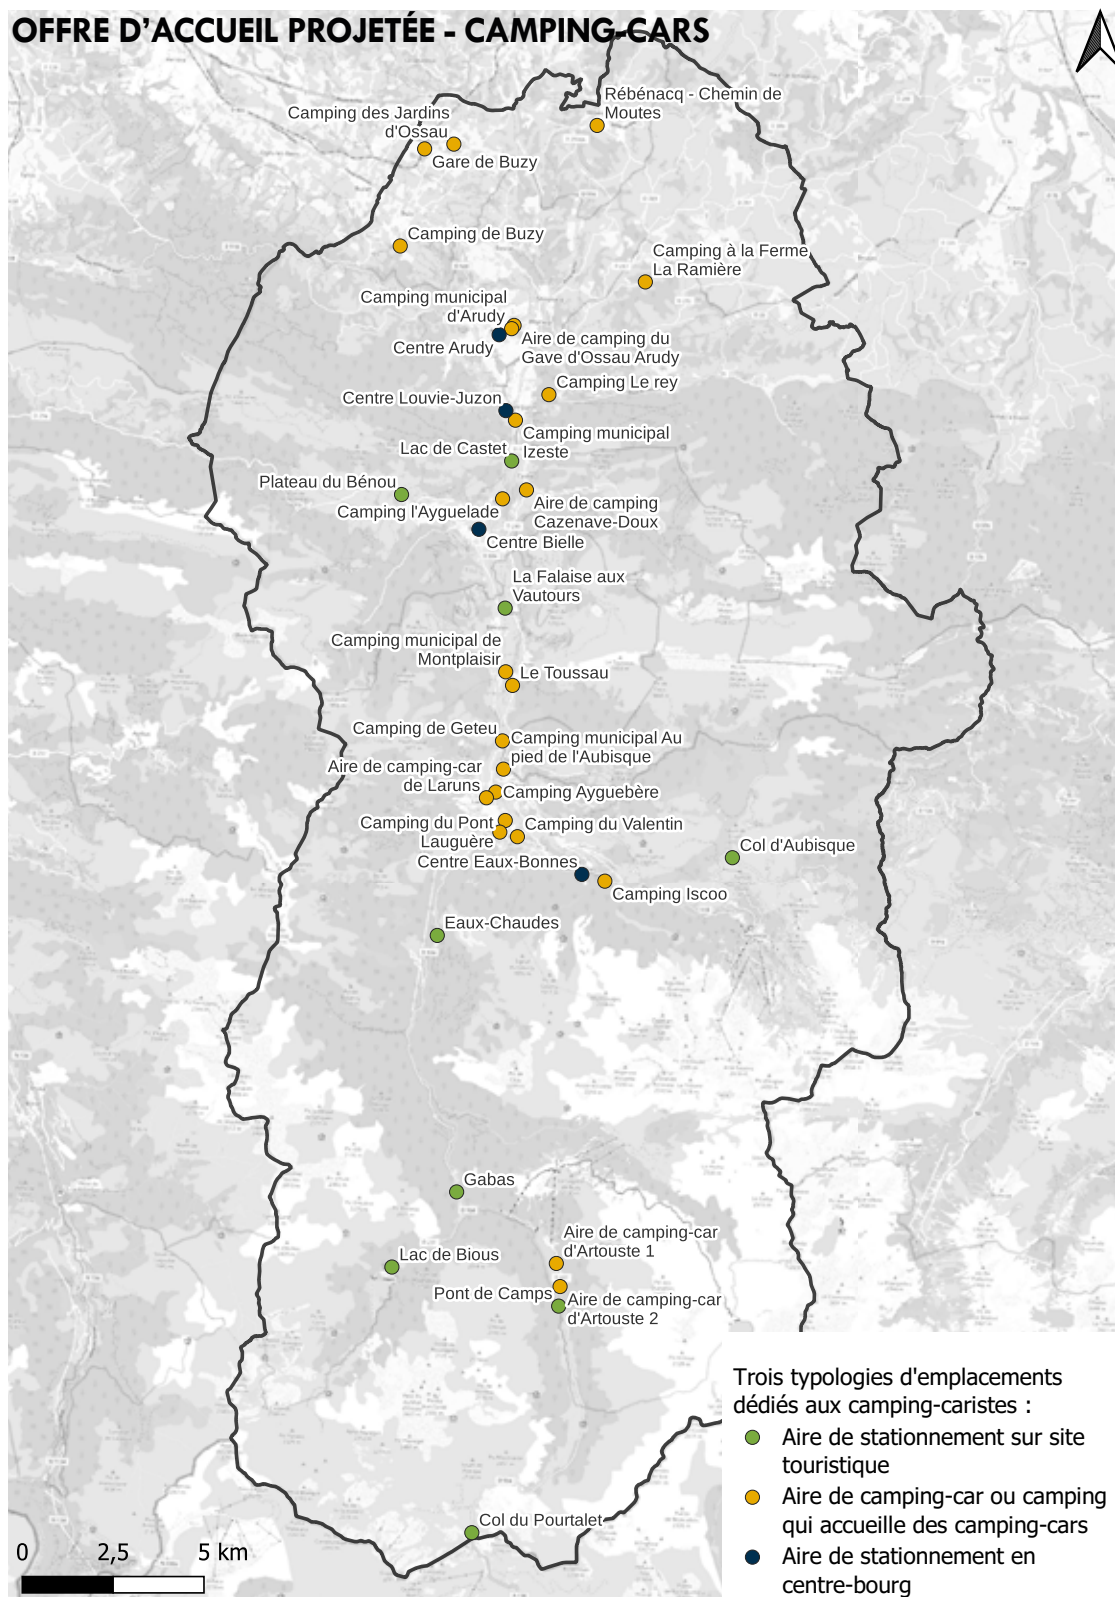 OFFRE D'ACCUEIL PROJETÉE - CAMPING-CARS
Rébénacq - Chemin de
Moutes
Camping des Jardins
d'Ossau
Gare de Buzy
Camping de Buzy
Camping à la Ferme
La Ramière
Camping municipal
d'Arudy
Centre Arudy
Aire de camping du
Gave d'Ossau Arudy
Camping Le rey
Centre Louvie-Juzon
Camping municipal
Izeste
Lac de Castet
Plateau du Bénou
Camping l'Ayguelade
Aire de camping
Cazenave-Doux
Centre Bielle
La Falaise aux
Vautours
Camping municipal de
Montplaisir
Le Toussau
Camping de Geteu
Camping municipal Au
pied de l'Aubisque
Aire de camping-car
de Laruns
Camping Ayguebère
Camping du Pont
Lauguère
Camping du Valentin
Centre Eaux-Bonnes
Col d'Aubisque
Camping Iscoo
Eaux-Chaudes
Gabas
Aire de camping-car
d'Artouste 1
Lac de Bious
Pont de Camps
Aire de camping-car
d'Artouste 2
Col du Pourtalet
Trois typologies d'emplacements
dédiés aux camping-caristes :
Aire de stationnement sur site
touristique
Aire de camping-car ou camping
qui accueille des camping-cars
Aire de stationnement en
centre-bourg
0 2,5 5 km